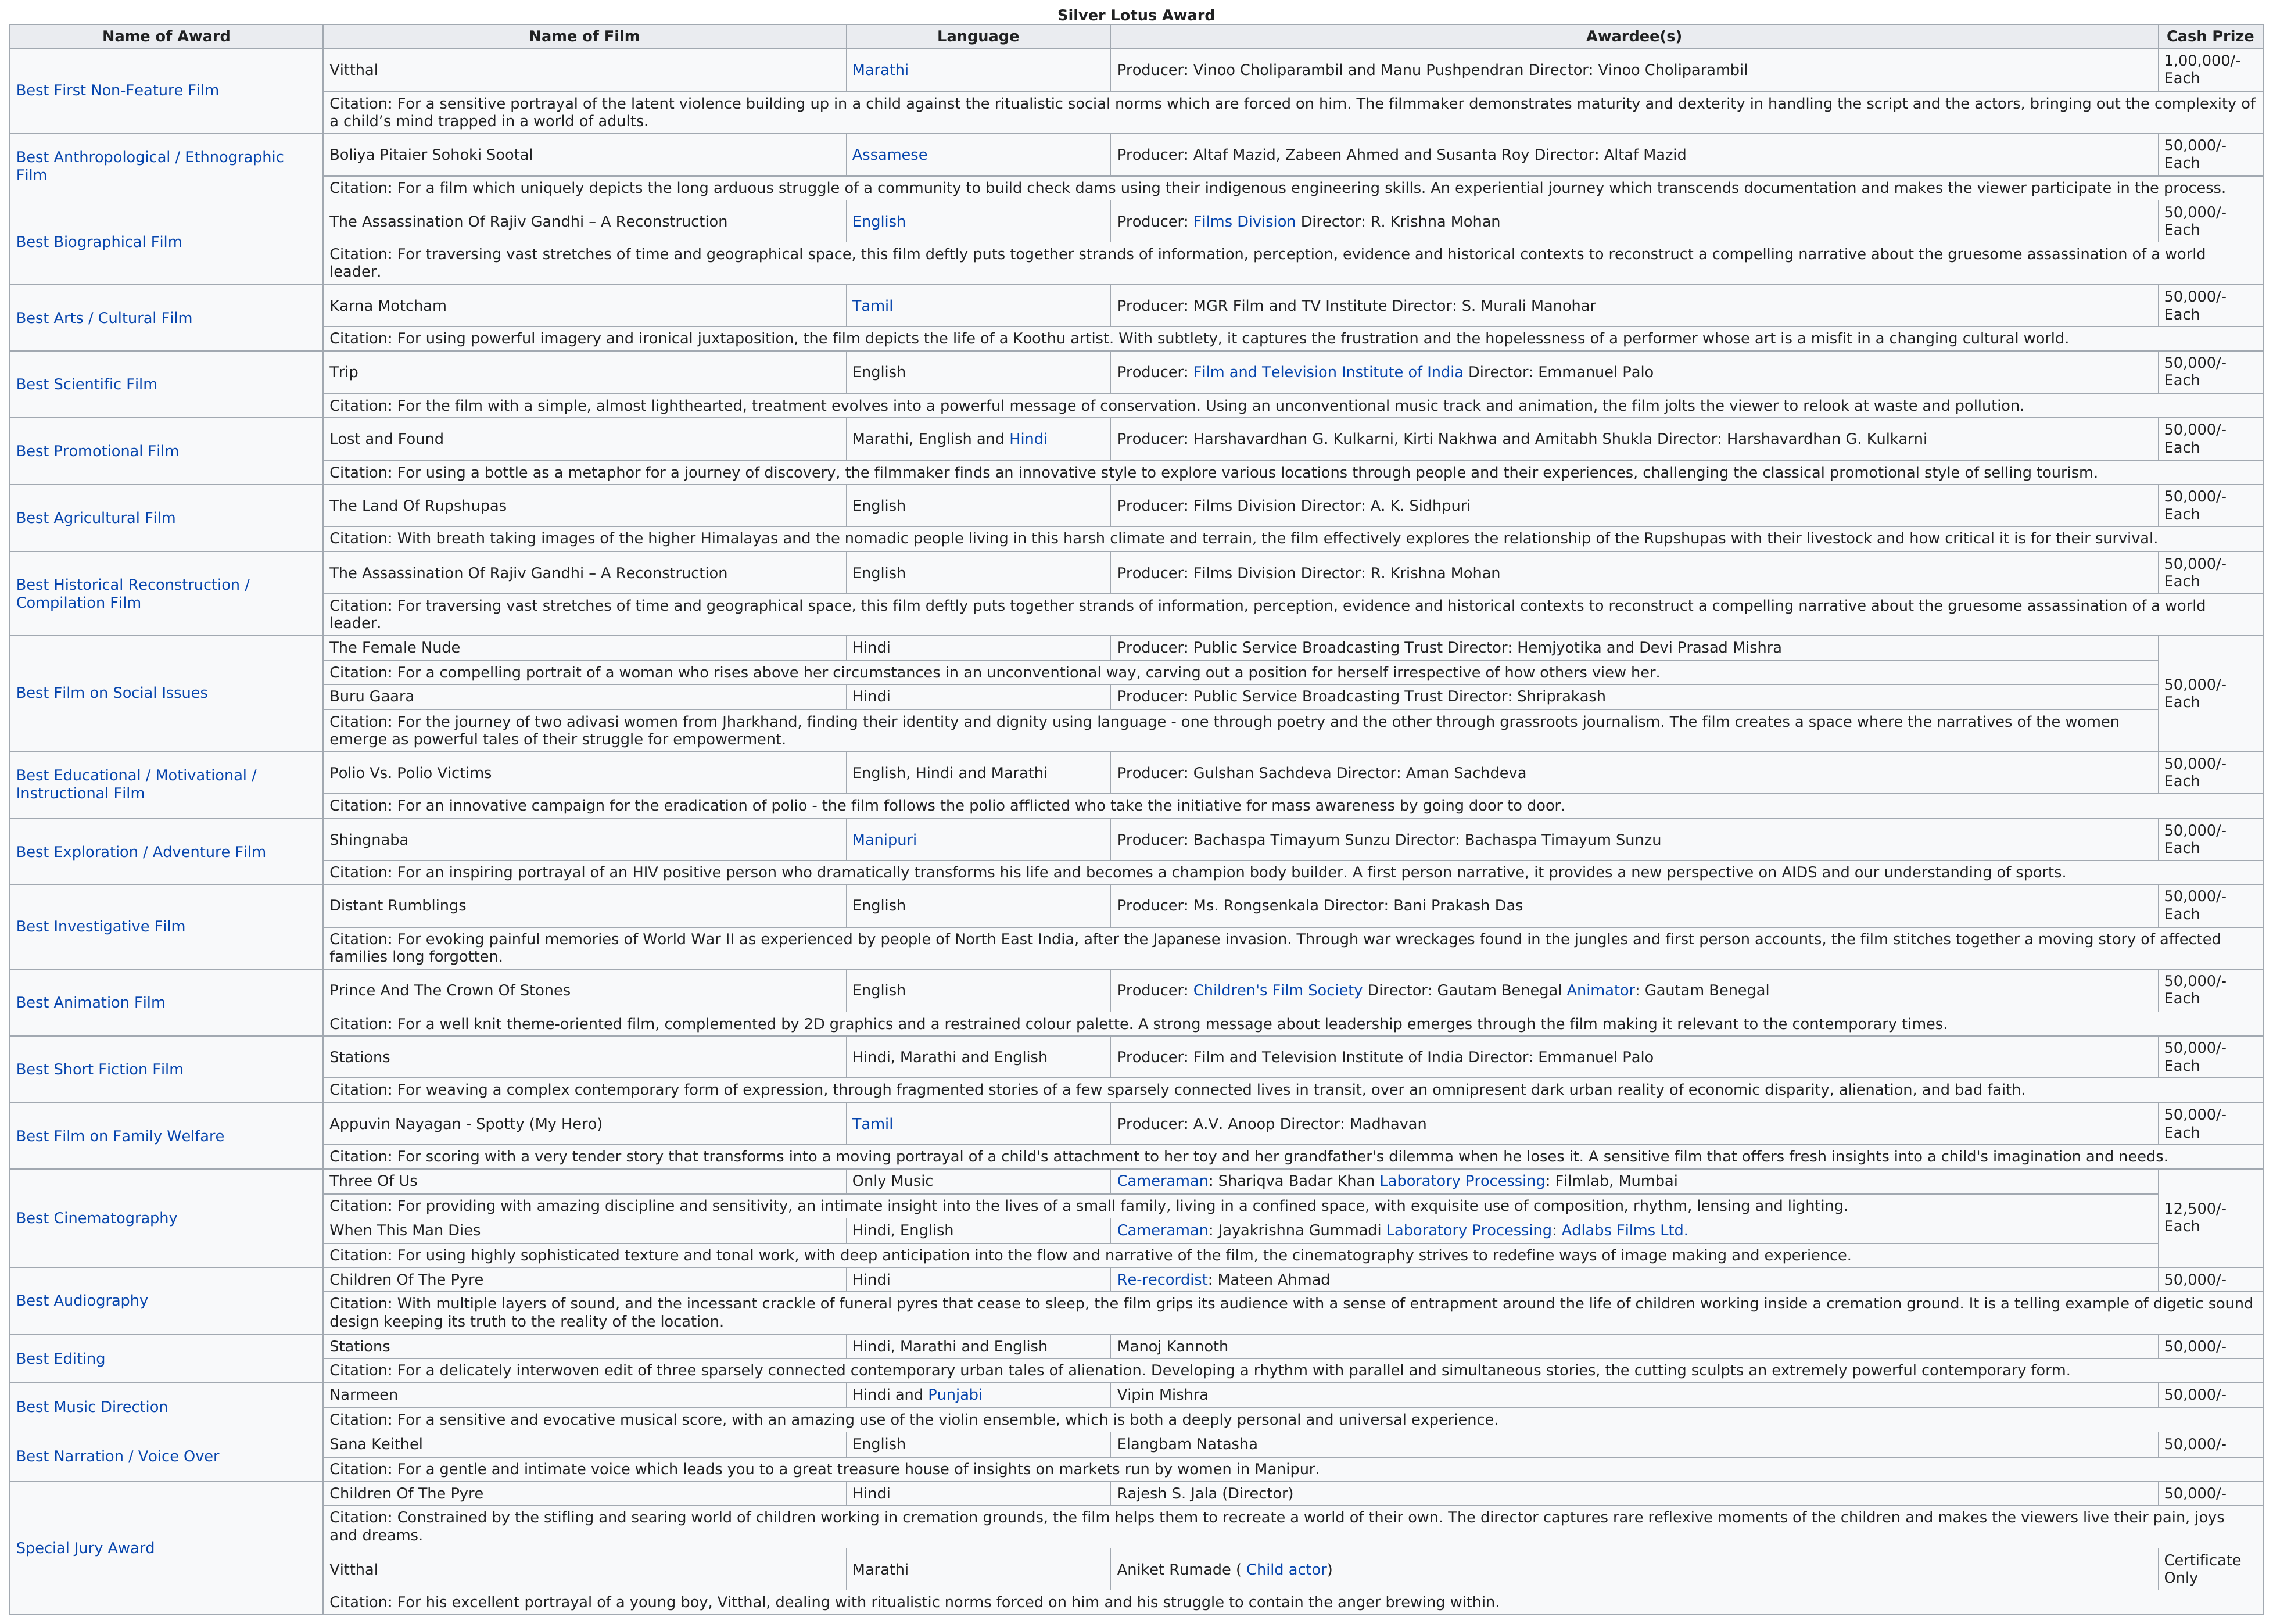 Silver Lotus Award
Name of Award Name of Film Language Awardee(s) Cash Prize
Best First Non-Feature Film
Vitthal Marathi Producer: Vinoo Choliparambil and Manu Pushpendran Director: Vinoo Choliparambil 1,00,000/-
Each
Citation: For a sensitive portrayal of the latent violence building up in a child against the ritualistic social norms which are forced on him. The filmmaker demonstrates maturity and dexterity in handling the script and the actors, bringing out the complexity of
a child’s mind trapped in a world of adults.
Best Anthropological / Ethnographic
Film
Boliya Pitaier Sohoki Sootal Assamese Producer: Altaf Mazid, Zabeen Ahmed and Susanta Roy Director: Altaf Mazid 50,000/-
Each
Citation: For a film which uniquely depicts the long arduous struggle of a community to build check dams using their indigenous engineering skills. An experiential journey which transcends documentation and makes the viewer participate in the process.
Best Biographical Film
The Assassination Of Rajiv Gandhi – A Reconstruction English Producer: Films Division Director: R. Krishna Mohan 50,000/-
Each
Citation: For traversing vast stretches of time and geographical space, this film deftly puts together strands of information, perception, evidence and historical contexts to reconstruct a compelling narrative about the gruesome assassination of a world
leader.
Best Arts / Cultural Film
Karna Motcham Tamil Producer: MGR Film and TV Institute Director: S. Murali Manohar 50,000/-
Each
Citation: For using powerful imagery and ironical juxtaposition, the film depicts the life of a Koothu artist. With subtlety, it captures the frustration and the hopelessness of a performer whose art is a misfit in a changing cultural world.
Best Scientific Film
Trip English Producer: Film and Television Institute of India Director: Emmanuel Palo 50,000/-
Each
Citation: For the film with a simple, almost lighthearted, treatment evolves into a powerful message of conservation. Using an unconventional music track and animation, the film jolts the viewer to relook at waste and pollution.
Best Promotional Film
Lost and Found Marathi, English and Hindi Producer: Harshavardhan G. Kulkarni, Kirti Nakhwa and Amitabh Shukla Director: Harshavardhan G. Kulkarni 50,000/-
Each
Citation: For using a bottle as a metaphor for a journey of discovery, the filmmaker finds an innovative style to explore various locations through people and their experiences, challenging the classical promotional style of selling tourism.
Best Agricultural Film
The Land Of Rupshupas English Producer: Films Division Director: A. K. Sidhpuri 50,000/-
Each
Citation: With breath taking images of the higher Himalayas and the nomadic people living in this harsh climate and terrain, the film effectively explores the relationship of the Rupshupas with their livestock and how critical it is for their survival.
Best Historical Reconstruction /
Compilation Film
The Assassination Of Rajiv Gandhi – A Reconstruction English Producer: Films Division Director: R. Krishna Mohan 50,000/-
Each
Citation: For traversing vast stretches of time and geographical space, this film deftly puts together strands of information, perception, evidence and historical contexts to reconstruct a compelling narrative about the gruesome assassination of a world
leader.
Best Film on Social Issues
The Female Nude Hindi Producer: Public Service Broadcasting Trust Director: Hemjyotika and Devi Prasad Mishra
50,000/-
Each
Citation: For a compelling portrait of a woman who rises above her circumstances in an unconventional way, carving out a position for herself irrespective of how others view her.
Buru Gaara Hindi Producer: Public Service Broadcasting Trust Director: Shriprakash
Citation: For the journey of two adivasi women from Jharkhand, finding their identity and dignity using language - one through poetry and the other through grassroots journalism. The film creates a space where the narratives of the women
emerge as powerful tales of their struggle for empowerment.
Best Educational / Motivational /
Instructional Film
Polio Vs. Polio Victims English, Hindi and Marathi Producer: Gulshan Sachdeva Director: Aman Sachdeva 50,000/-
Each
Citation: For an innovative campaign for the eradication of polio - the film follows the polio afflicted who take the initiative for mass awareness by going door to door.
Best Exploration / Adventure Film
Shingnaba Manipuri Producer: Bachaspa Timayum Sunzu Director: Bachaspa Timayum Sunzu 50,000/-
Each
Citation: For an inspiring portrayal of an HIV positive person who dramatically transforms his life and becomes a champion body builder. A first person narrative, it provides a new perspective on AIDS and our understanding of sports.
Best Investigative Film
Distant Rumblings English Producer: Ms. Rongsenkala Director: Bani Prakash Das 50,000/-
Each
Citation: For evoking painful memories of World War II as experienced by people of North East India, after the Japanese invasion. Through war wreckages found in the jungles and first person accounts, the film stitches together a moving story of affected
families long forgotten.
Best Animation Film
Prince And The Crown Of Stones English Producer: Children's Film Society Director: Gautam Benegal Animator: Gautam Benegal 50,000/-
Each
Citation: For a well knit theme-oriented film, complemented by 2D graphics and a restrained colour palette. A strong message about leadership emerges through the film making it relevant to the contemporary times.
Best Short Fiction Film
Stations Hindi, Marathi and English Producer: Film and Television Institute of India Director: Emmanuel Palo 50,000/-
Each
Citation: For weaving a complex contemporary form of expression, through fragmented stories of a few sparsely connected lives in transit, over an omnipresent dark urban reality of economic disparity, alienation, and bad faith.
Best Film on Family Welfare
Appuvin Nayagan - Spotty (My Hero) Tamil Producer: A.V. Anoop Director: Madhavan 50,000/-
Each
Citation: For scoring with a very tender story that transforms into a moving portrayal of a child's attachment to her toy and her grandfather's dilemma when he loses it. A sensitive film that offers fresh insights into a child's imagination and needs.
Best Cinematography
Three Of Us Only Music Cameraman: Shariqva Badar Khan Laboratory Processing: Filmlab, Mumbai
12,500/-
Each
Citation: For providing with amazing discipline and sensitivity, an intimate insight into the lives of a small family, living in a confined space, with exquisite use of composition, rhythm, lensing and lighting.
When This Man Dies Hindi, English Cameraman: Jayakrishna Gummadi Laboratory Processing: Adlabs Films Ltd.
Citation: For using highly sophisticated texture and tonal work, with deep anticipation into the flow and narrative of the film, the cinematography strives to redefine ways of image making and experience.
Best Audiography
Children Of The Pyre Hindi Re-recordist: Mateen Ahmad 50,000/-
Citation: With multiple layers of sound, and the incessant crackle of funeral pyres that cease to sleep, the film grips its audience with a sense of entrapment around the life of children working inside a cremation ground. It is a telling example of digetic sound
design keeping its truth to the reality of the location.
Best Editing
Stations Hindi, Marathi and English Manoj Kannoth 50,000/-
Citation: For a delicately interwoven edit of three sparsely connected contemporary urban tales of alienation. Developing a rhythm with parallel and simultaneous stories, the cutting sculpts an extremely powerful contemporary form.
Best Music Direction
Narmeen Hindi and Punjabi Vipin Mishra 50,000/-
Citation: For a sensitive and evocative musical score, with an amazing use of the violin ensemble, which is both a deeply personal and universal experience.
Best Narration / Voice Over
Sana Keithel English Elangbam Natasha 50,000/-
Citation: For a gentle and intimate voice which leads you to a great treasure house of insights on markets run by women in Manipur.
Special Jury Award
Children Of The Pyre Hindi Rajesh S. Jala (Director) 50,000/-
Citation: Constrained by the stifling and searing world of children working in cremation grounds, the film helps them to recreate a world of their own. The director captures rare reflexive moments of the children and makes the viewers live their pain, joys
and dreams.
Vitthal Marathi Aniket Rumade ( Child actor) Certificate
Only
Citation: For his excellent portrayal of a young boy, Vitthal, dealing with ritualistic norms forced on him and his struggle to contain the anger brewing within.